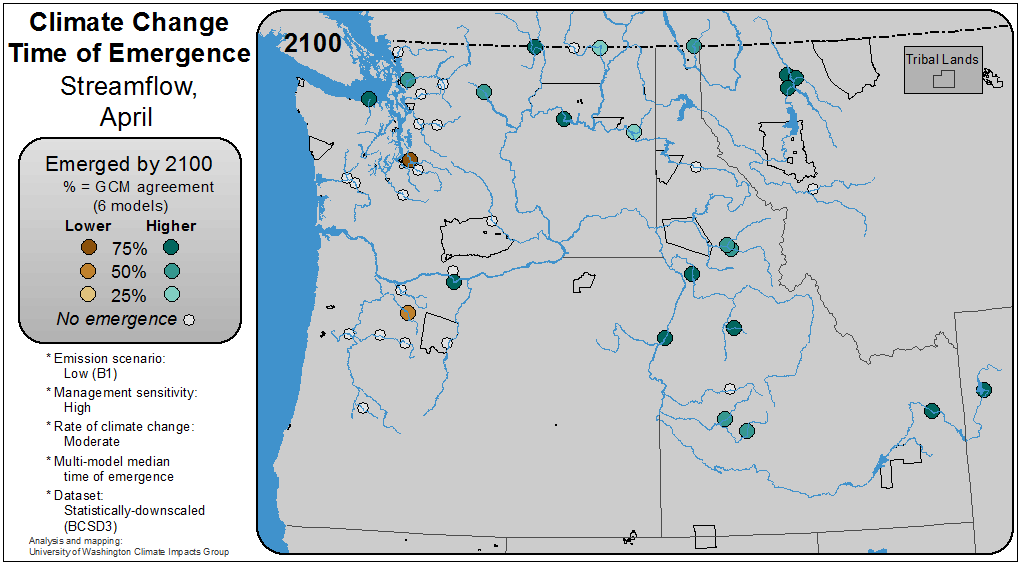 Climate Change
Time of Emergence
Streamflow,
April
Emerged by 2100
% = GCM agreement
(6 models)
Lower Higher
75%
50%
25%
No emergence
* Emission scenario:
Low (B1)
* Management sensitivity:
High
* Rate of climate change:
Moderate
* Multi-model median
time of emergence
* Dataset:
Statistically-downscaled
(BCSD3)
Analysis and mapping:
University of Washington Climate Impacts Group
2100
Tribal Lands